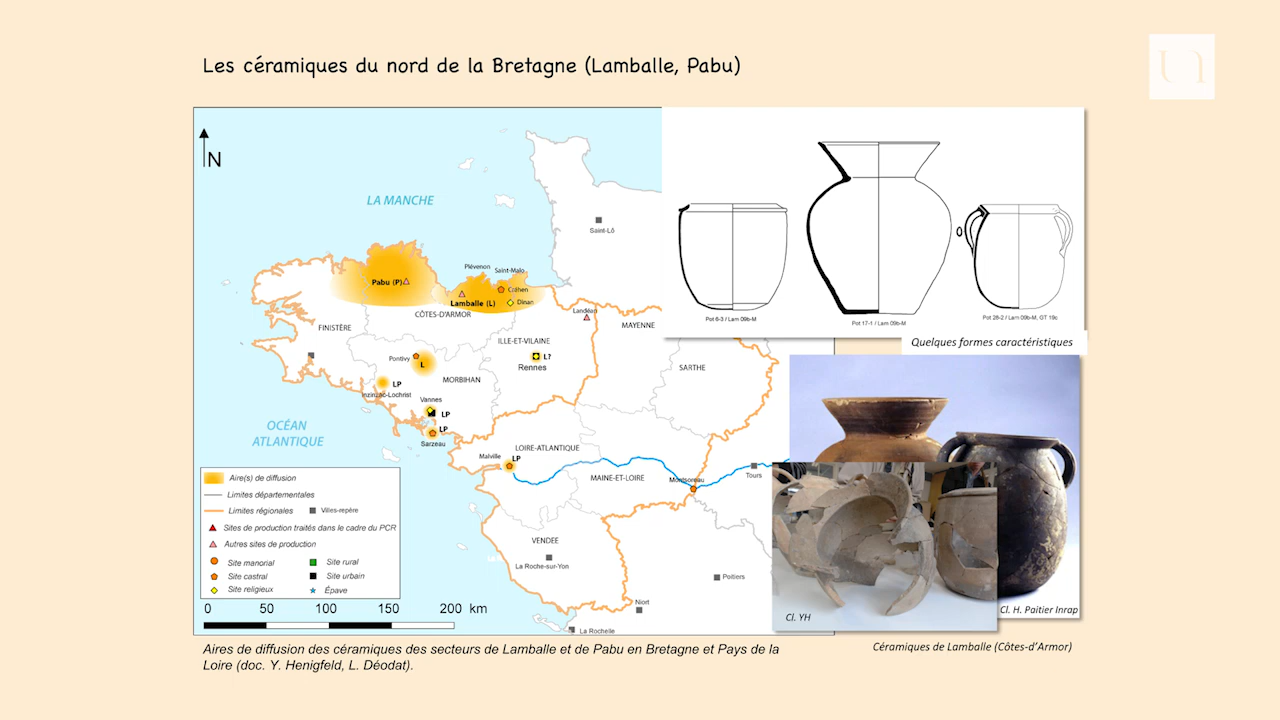 Les céramiques du nord de la Bretagne (Lamballe, Pabu)
N
LA MANCHE
Saint-Lô
Plévenon
Saint-Malo
Pabu (P)
Lamballe (L)
Dinan
CÔTES-D'ARMOR
Landéan
MAYENNE
FINISTÈRE
ILLE-ET-VILAINE
L?
Rennes
Pontivy
L
MORBIHAN
SARTHE
LP
Inzinzac-Lochrist
Vannes
LP
LP
Sarzeau
OCÉAN
ATLANTIQUE
LOIRE-ATLANTIQUE
Malville
LP
MAINE-ET-LOIRE
Montsoreau
Tours
VENDEE
La Roche-sur-Yon
Poitiers
Niort
La Rochelle
Aire(s) de diffusion
Limites départementales
Limites régionales
Villes-repère
Sites de production traités dans le cadre du PCR
Autres sites de production
Site manorial
Site rural
Site castral
Site urbain
Site religieux
Épave
0 50 100 150 200 km
Pot 6-3 / Lam 09b-M
Pot 17-1 / Lam 09b-M
Pot 28-2 / Lam 09b-M, GT 19c
Quelques formes caractéristiques
Cl. YH
Cl. H. Paitier Inrap
Céramiques de Lamballe (Côtes-d'Armor)
Aires de diffusion des céramiques des secteurs de Lamballe et de Pabu en Bretagne et Pays de la
Loire (doc. Y. Henigfeld, L. Déodat).